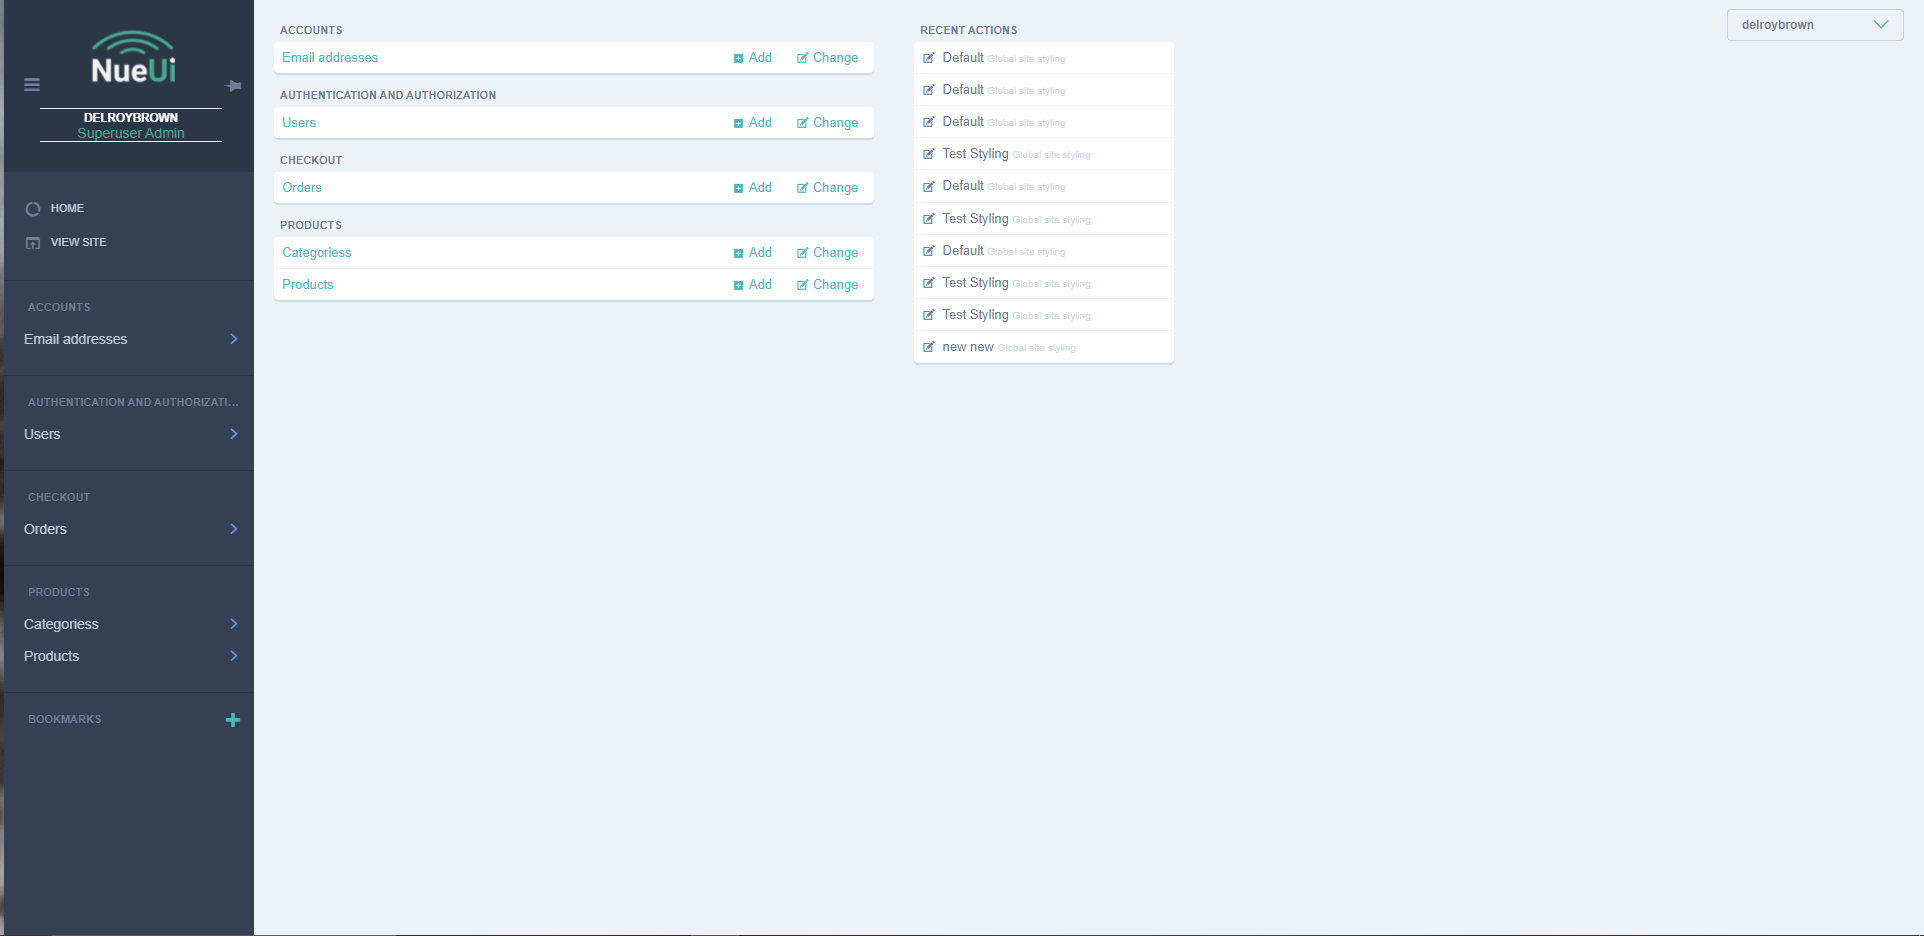 NueUi
DELROYBROWN
Superuser Admin
HOME
VIEW SITE
ACCOUNTS
Email addresses
AUTHENTICATION AND AUTHORIZATI...
Users
CHECKOUT
Orders
PRODUCTS
Categoriess
Products
BOOKMARKS
ACCOUNTS
Email addresses Add Change
AUTHENTICATION AND AUTHORIZATION
Users Add Change
CHECKOUT
Orders Add Change
PRODUCTS
Categoriess Add Change
Products Add Change
RECENT ACTIONS
Default Global site styling
Default Global site styling
Default Global site styling
Test Styling Global site styling
Default Global site styling
Test Styling Global site styling
Default Global site styling
Test Styling Global site styling
Test Styling Global site styling
new new Global site styling
delroybrown